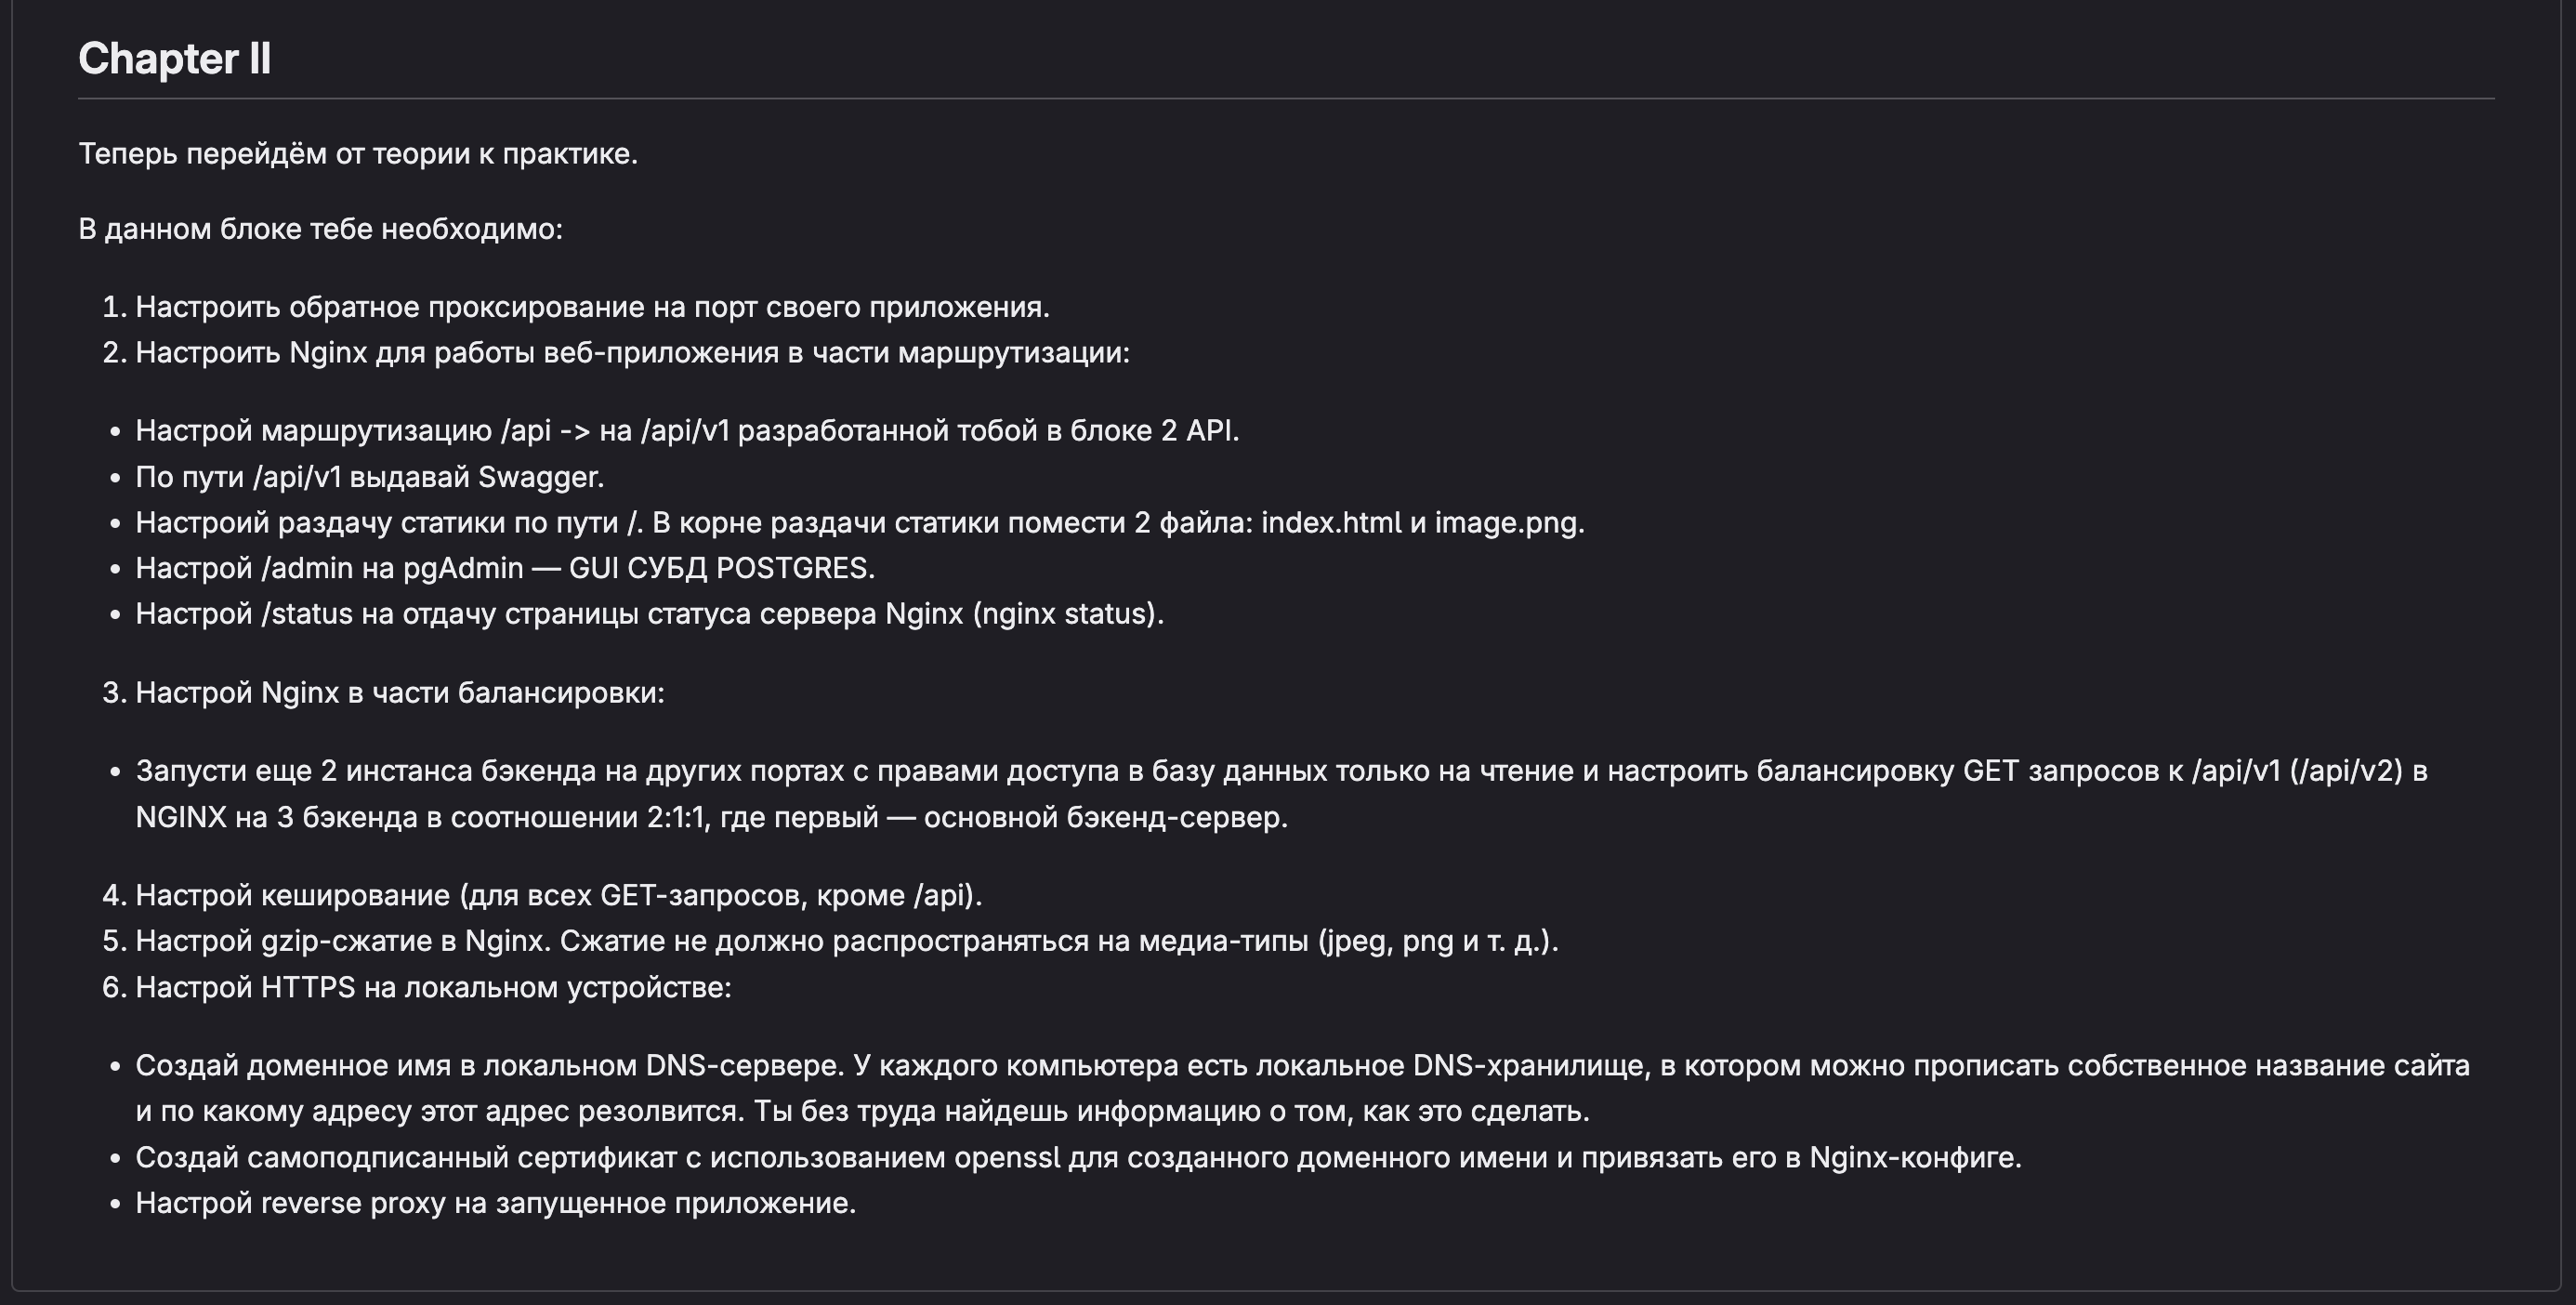 Chapter II
Теперь перейдём от теории к практике.
В данном блоке тебе необходимо:
1. Настроить обратное проксирование на порт своего приложения.
2. Настроить Nginx для работы веб-приложения в части маршрутизации:
• Настрой маршрутизацию /api -> на /api/v1 разработанной тобой в блоке 2 API.
• По пути /api/v1 выдавай Swagger.
• Настроий раздачу статики по пути /. В корне раздачи статики помести 2 файла: index.html и image.png.
• Настрой /admin на pgAdmin — GUI СУБД POSTGRES.
• Настрой /status на отдачу страницы статуса сервера Nginx (nginx status).
3. Настрой Nginx в части балансировки:
• Запусти еще 2 инстанса бэкенда на других портах с правами доступа в базу данных только на чтение и настроить балансировку GET запросов к /api/v1 (/api/v2) в
NGINX на 3 бэкенда в соотношении 2:1:1, где первый — основной бэкенд-сервер.
4. Настрой кеширование (для всех GET-запросов, кроме /api).
5. Настрой gzip-сжатие в Nginx. Сжатие не должно распространяться на медиа-типы (jpeg, png и т. д.).
6. Настрой HTTPS на локальном устройстве:
• Создай доменное имя в локальном DNS-сервере. У каждого компьютера есть локальное DNS-хранилище, в котором можно прописать собственное название сайта
и по какому адресу этот адрес резолвится. Ты без труда найдешь информацию о том, как это сделать.
• Создай самоподписанный сертификат с использованием openssl для созданного доменного имени и привязать его в Nginx-конфиге.
• Настрой reverse proxy на запущенное приложение.